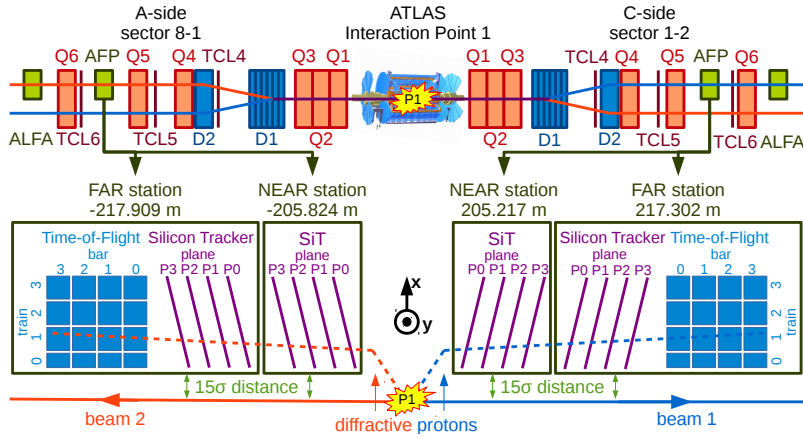 A-side
sector 8-1
ATLAS
Interaction Point 1
C-side
sector 1-2
Q6 AFP Q5 Q4 TCL4 Q3 Q1 Q1 Q3 TCL4 Q4 Q5 AFP Q6
P1
ALFA TCL6 TCL5 D2 D1 Q2 Q2 D1 D2 TCL5 TCL6 ALFA
FAR station
-217.909 m
NEAR station
-205.824 m
NEAR station
205.217 m
FAR station
217.302 m
Time-of-Flight
bar
3 2 1 0
train
3
2
1
0
Silicon Tracker
plane
P3 P2 P1 P0
SiT
plane
P3 P2 P1 P0
x
y
SiT
plane
P0 P1 P2 P3
Silicon Tracker
plane
P0 P1 P2 P3
Time-of-Flight
bar
0 1 2 3
3
2
1
0
train
15σ distance
15σ distance
P1
beam 2
diffractive protons
beam 1